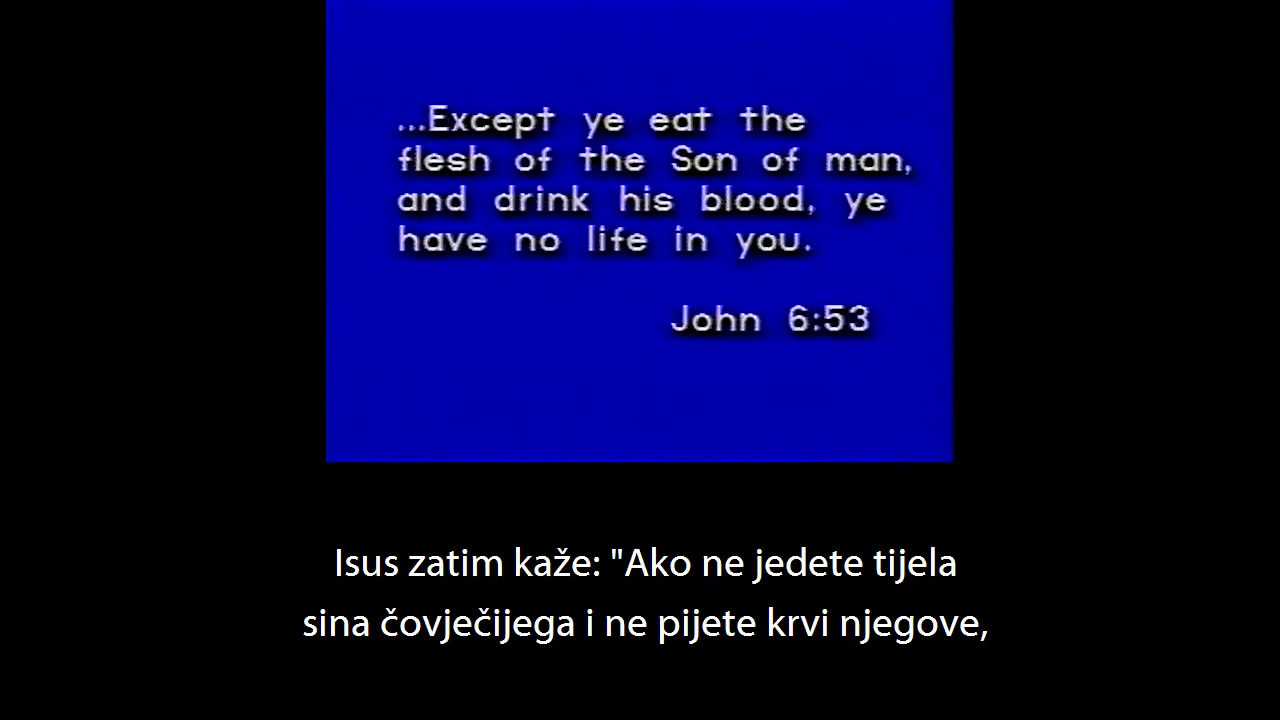 ...Except ye eat the
flesh of the Son of man,
and drink his blood, ye
have no life in you.
John 6:53
Isus zatim kaže: "Ako ne jedete tijela
sina čovječijega i ne pijete krvi njegove,